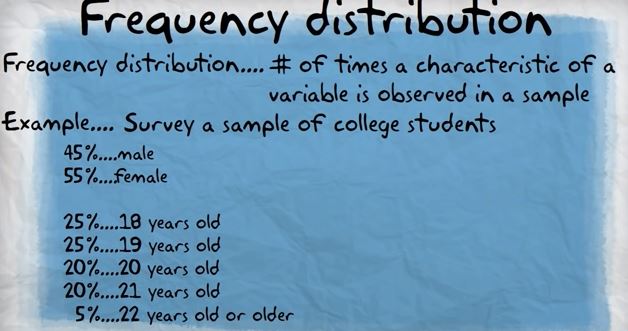 Frequency distribution
Frequency distribution.... # of times a characteristic of a
variable is observed in a sample
Example.... Survey a sample of college students
45%....male
55%...female
25%....18 years old
25%....19 years old
20%....20 years old
20%....21 years old
5%....22 years old or older